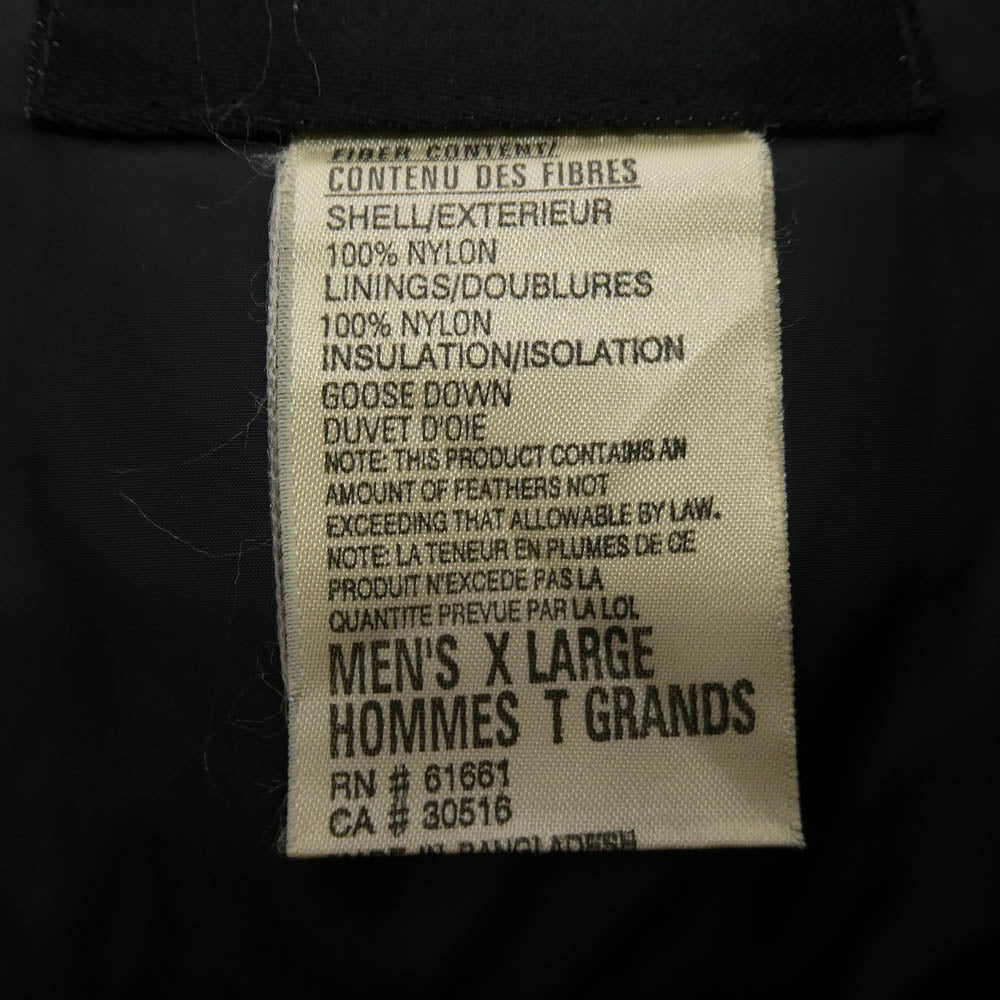 FIBER CONTENT/
CONTENU DES FIBRES
SHELL/EXTERIEUR
100% NYLON
LININGS/DOUBLURES
100% NYLON
INSULATION/ISOLATION
GOOSE DOWN
DUVET D'OIE
NOTE: THIS PRODUCT CONTAINS AN
AMOUNT OF FEATHERS NOT
EXCEEDING THAT ALLOWABLE BY LAW.
NOTE: LA TENEUR EN PLUMES DE CE
PRODUIT N'EXCEDE PAS LA
QUANTITE PREVUE PAR LA LOI.
MEN'S X LARGE
HOMMES T GRANDS
RN # 61661
CA # 30516
MADE IN BANGLADESH